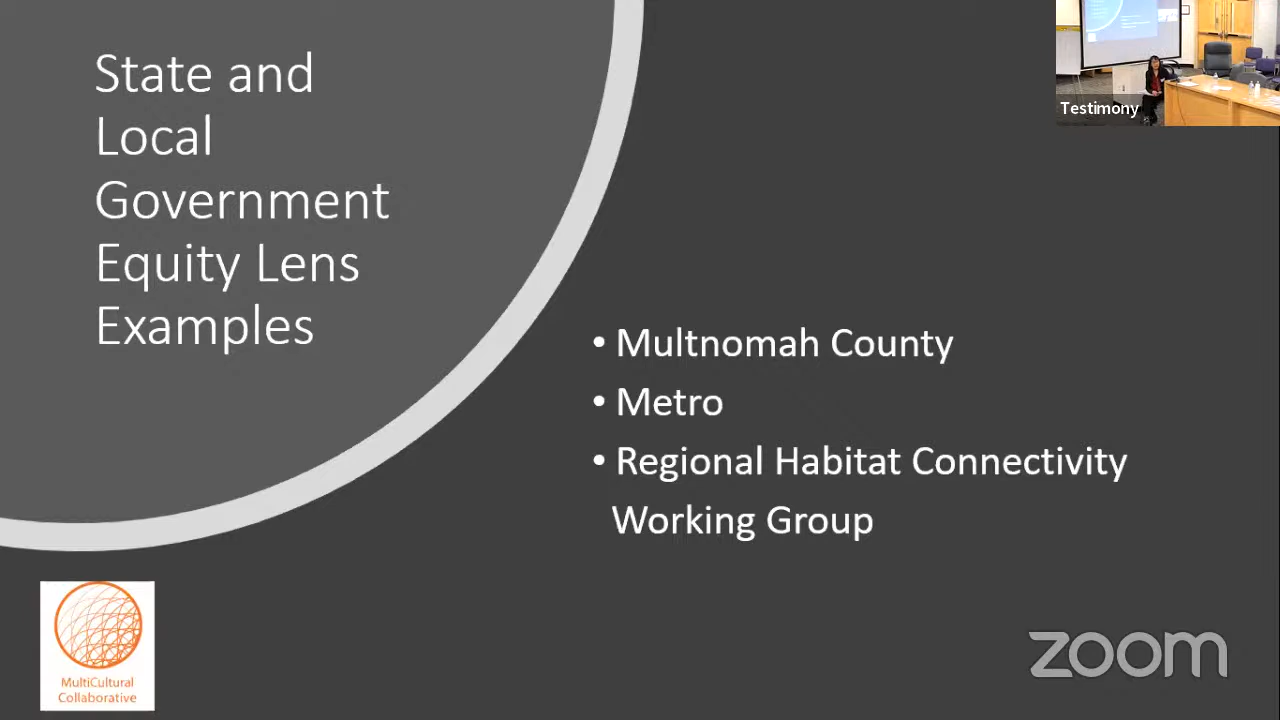 State and
Local
Government
Equity Lens
Examples
Testimony
• Multnomah County
• Metro
• Regional Habitat Connectivity
Working Group
MultiCultural
Collaborative
zoom